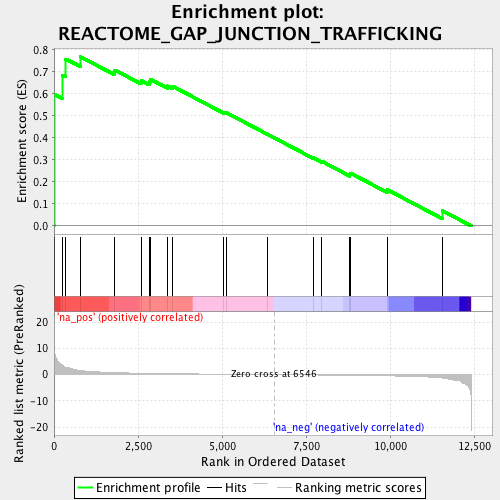 Enrichment plot:
REACTOME_GAP_JUNCTION_TRAFFICKING
Enrichment score (ES)
0.8
0.7
0.6
0.5
0.4
0.3
0.2
0.1
0.0
'na_pos' (positively correlated)
Ranked list metric (PreRanked)
20
10
0
-10
-20
Zero cross at 6546
'na_neg' (negatively correlated)
0 2,500 5,000 7,500 10,000 12,500
Rank in Ordered Dataset
Enrichment profile Hits Ranking metric scores